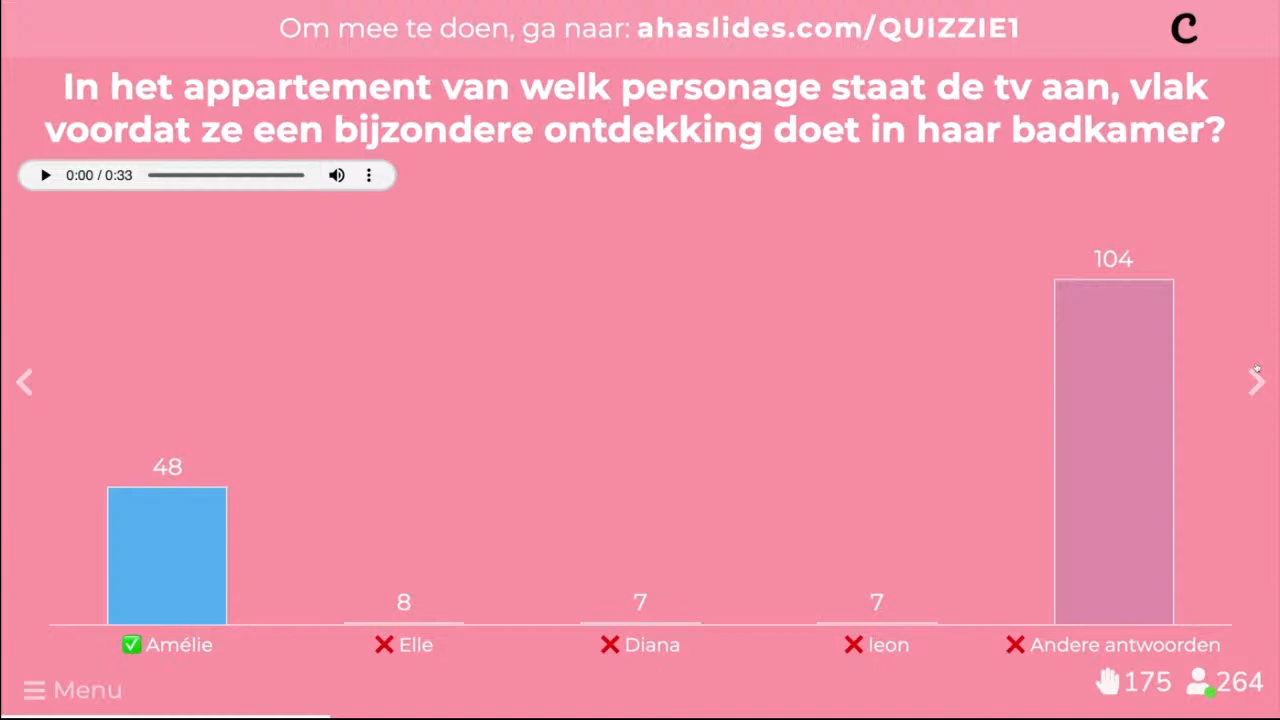 Om mee te doen, ga naar: ahaslides.com/QUIZZIE1
C
In het appartement van welk personage staat de tv aan, vlak
voordat ze een bijzondere ontdekking doet in haar badkamer?
0:00 / 0:33
104
48
8
7
7
Amélie
Elle
Diana
leon
Andere antwoorden
Menu
175
264